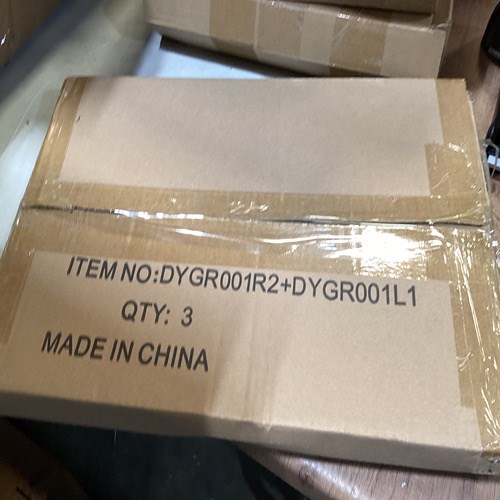 ITEM NO:DYGR001R2+DYGR001L1
QTY: 3
MADE IN CHINA